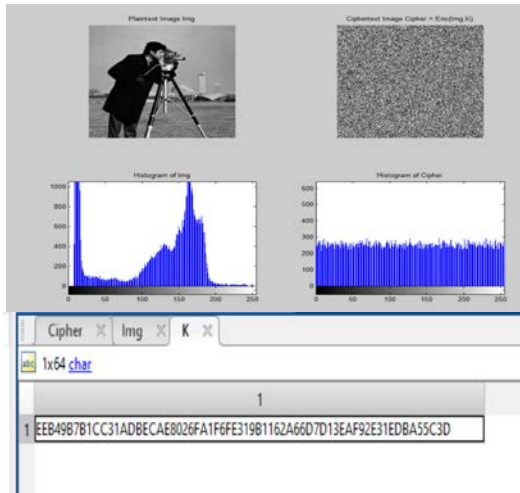 Plaintext Image Img
Ciphertext Image Cipher = Enc(Img,K)
Histogram of Img
1000
800
600
400
200
0
0 50 100 150 200 250
Histogram of Cipher
600
500
400
300
200
100
0
0 50 100 150 200 250
Cipher Img K
abc 1x64 char
1
1 EEB49B7B1CC31ADBECAE8026FA1F6FE319B1162A66D7D13EAF92E31EDBA55C3D